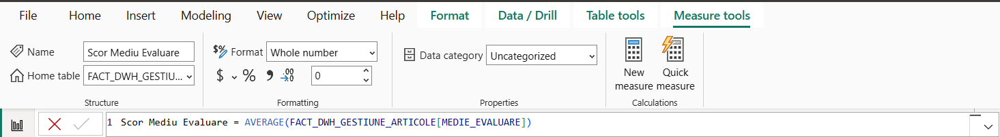 File Home Insert Modeling View Optimize Help Format Data / Drill Table tools Measure tools
Name Scor Mediu Evaluare $% Format Whole number Data category Uncategorized
Home table FACT_DWH_GESTIU... $ % 9 .00 .0 0
New measure
Quick measure
Structure Formatting Properties Calculations
1 Scor Mediu Evaluare = AVERAGE(FACT_DWH_GESTIUNE_ARTICOLE[MEDIE_EVALUARE])